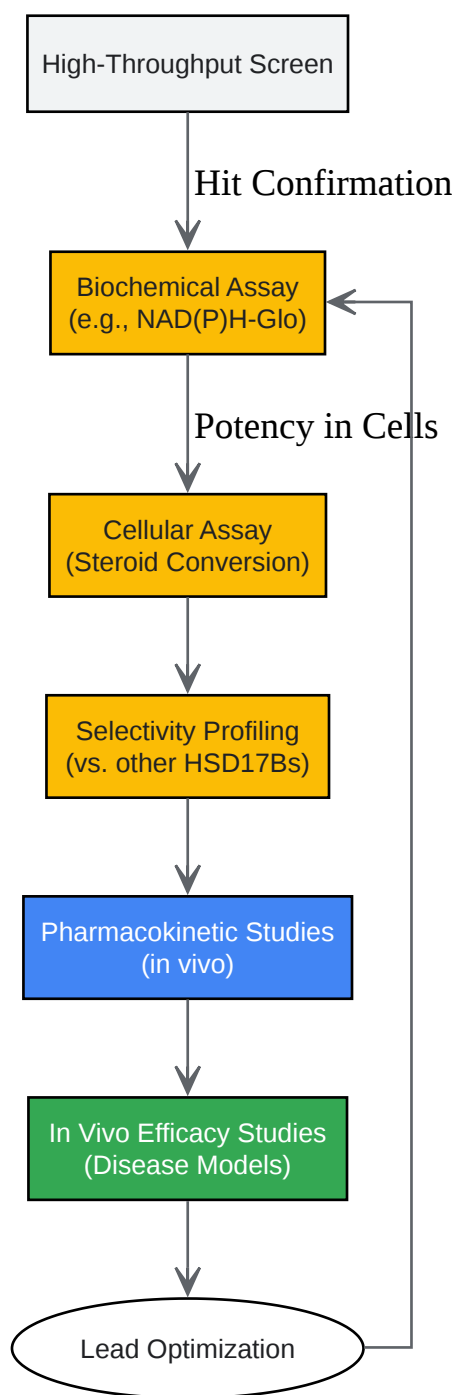 High-Throughput Screen
Hit Confirmation
Biochemical Assay
(e.g., NAD(P)H-Glo)
Potency in Cells
Cellular Assay
(Steroid Conversion)
Selectivity Profiling
(vs. other HSD17Bs)
Pharmacokinetic Studies
(in vivo)
In Vivo Efficacy Studies
(Disease Models)
Lead Optimization